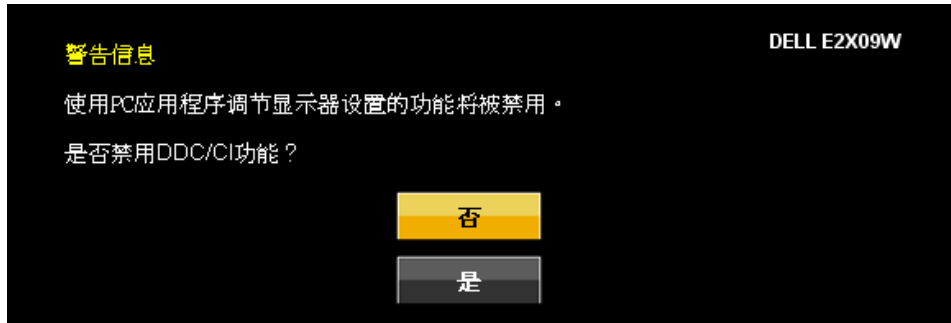 DELL E2X09W
警告信息
使用PC应用程序调节显示器设置的功能将被禁用。
是否禁用DDC/CI功能？
否
是